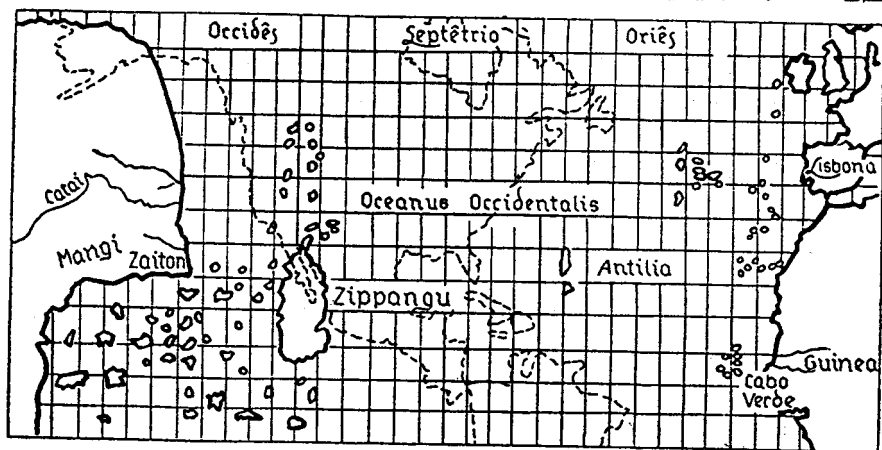 Occidēs
Septētrio
Oriēs
Lisbona
Catai
Oceanus Occidentalis
Mangi
Zaiton
Antilia
Zippangu
Guinea
Cabo
Verde